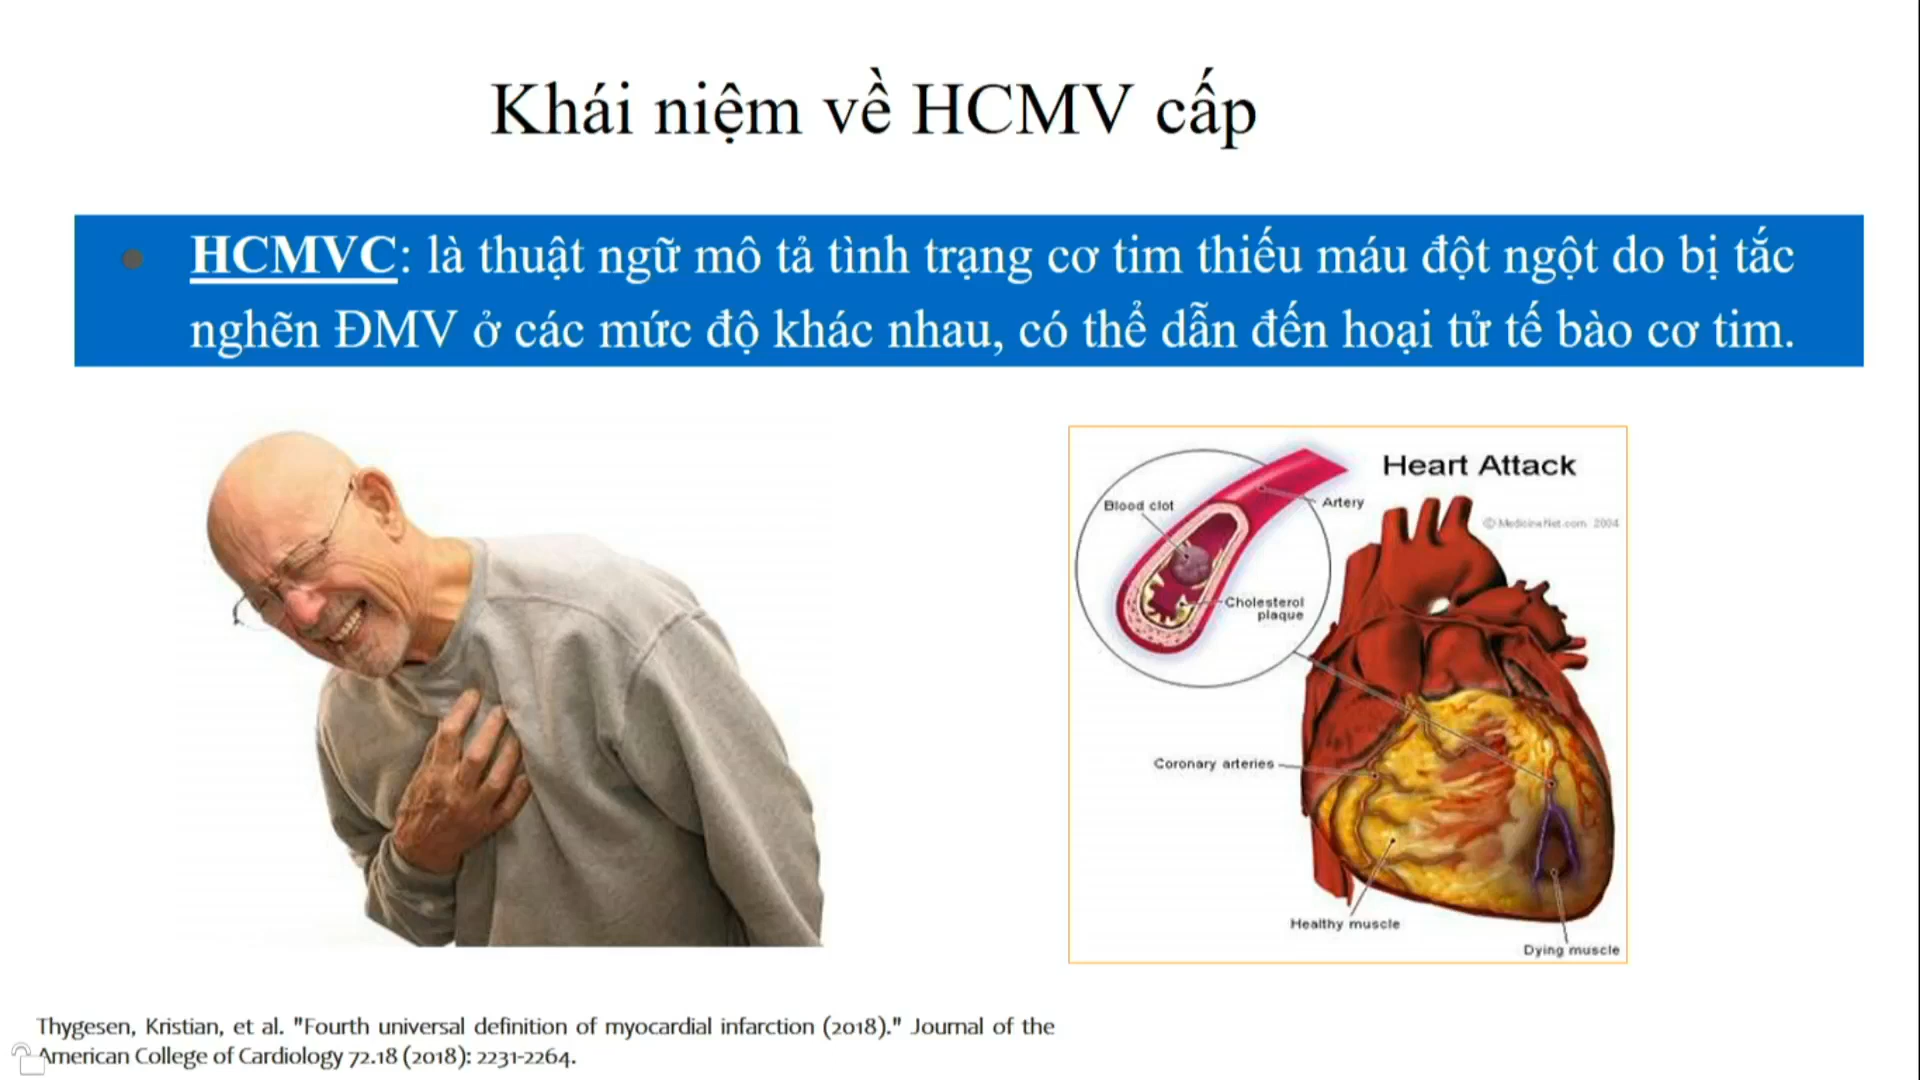 Khái niệm về HCMV cấp
HCMVC: là thuật ngữ mô tả tình trạng cơ tim thiếu máu đột ngột do bị tắc
nghẽn ĐMV ở các mức độ khác nhau, có thể dẫn đến hoại tử tế bào cơ tim.
Heart Attack
Blood clot
Artery
© MedicineNet.com 2004
Cholesterol
plaque
Coronary arteries
Healthy muscle
Dying muscle
Thygesen, Kristian, et al. "Fourth universal definition of myocardial infarction (2018)." Journal of the
American College of Cardiology 72.18 (2018): 2231-2264.